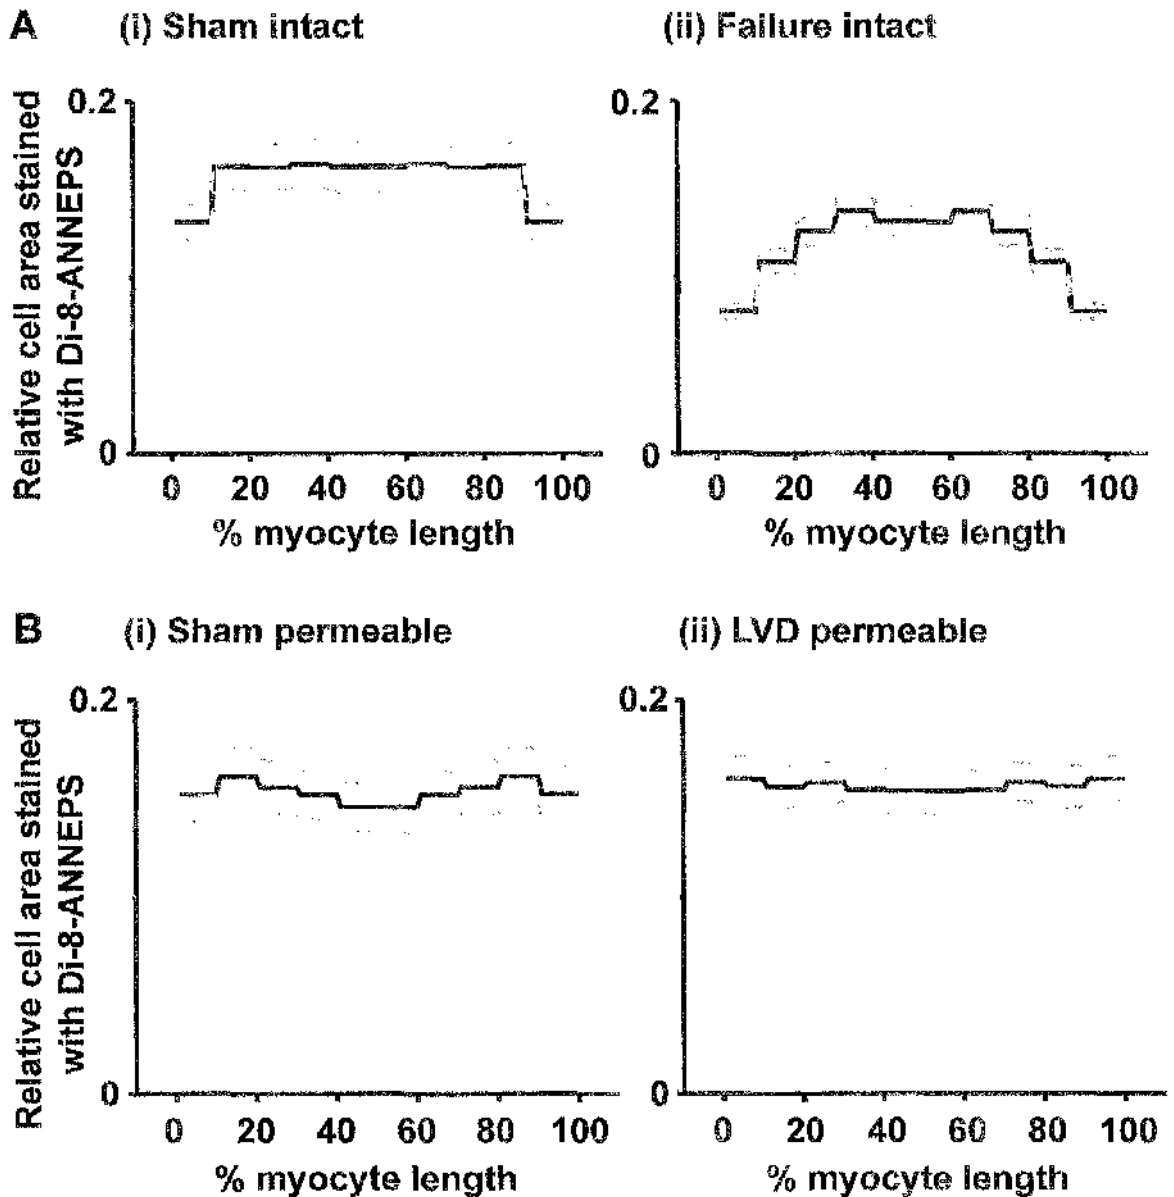 A (i) Sham intact (ii) Failure intact
Relative cell area stained
with Di-8-ANNEPS
0.2
0
0 20 40 60 80 100
% myocyte length
0.2
0
0 20 40 60 80 100
% myocyte length
B (i) Sham permeable (ii) LVD permeable
Relative cell area stained
with Di-8-ANNEPS
0.2
0
0 20 40 60 80 100
% myocyte length
0.2
0
0 20 40 60 80 100
% myocyte length